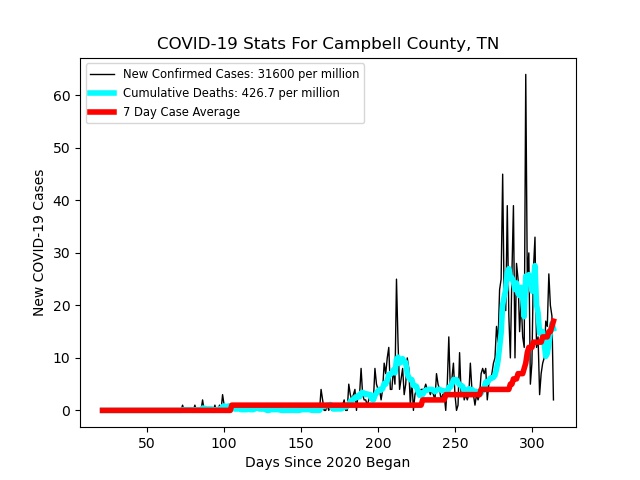 COVID-19 Stats For Campbell County, TN
New Confirmed Cases: 31600 per million
Cumulative Deaths: 426.7 per million
7 Day Case Average
New COVID-19 Cases
60
50
40
30
20
10
0
50 100 150 200 250 300
Days Since 2020 Began